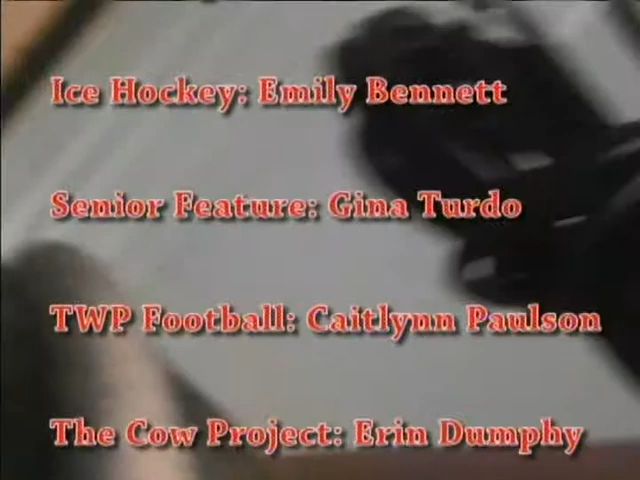 Ice Hockey: Emily Bennett
Senior Feature: Gina Turdo
TWP Football: Caitlynn Paulson
The Cow Project: Erin Dumphy